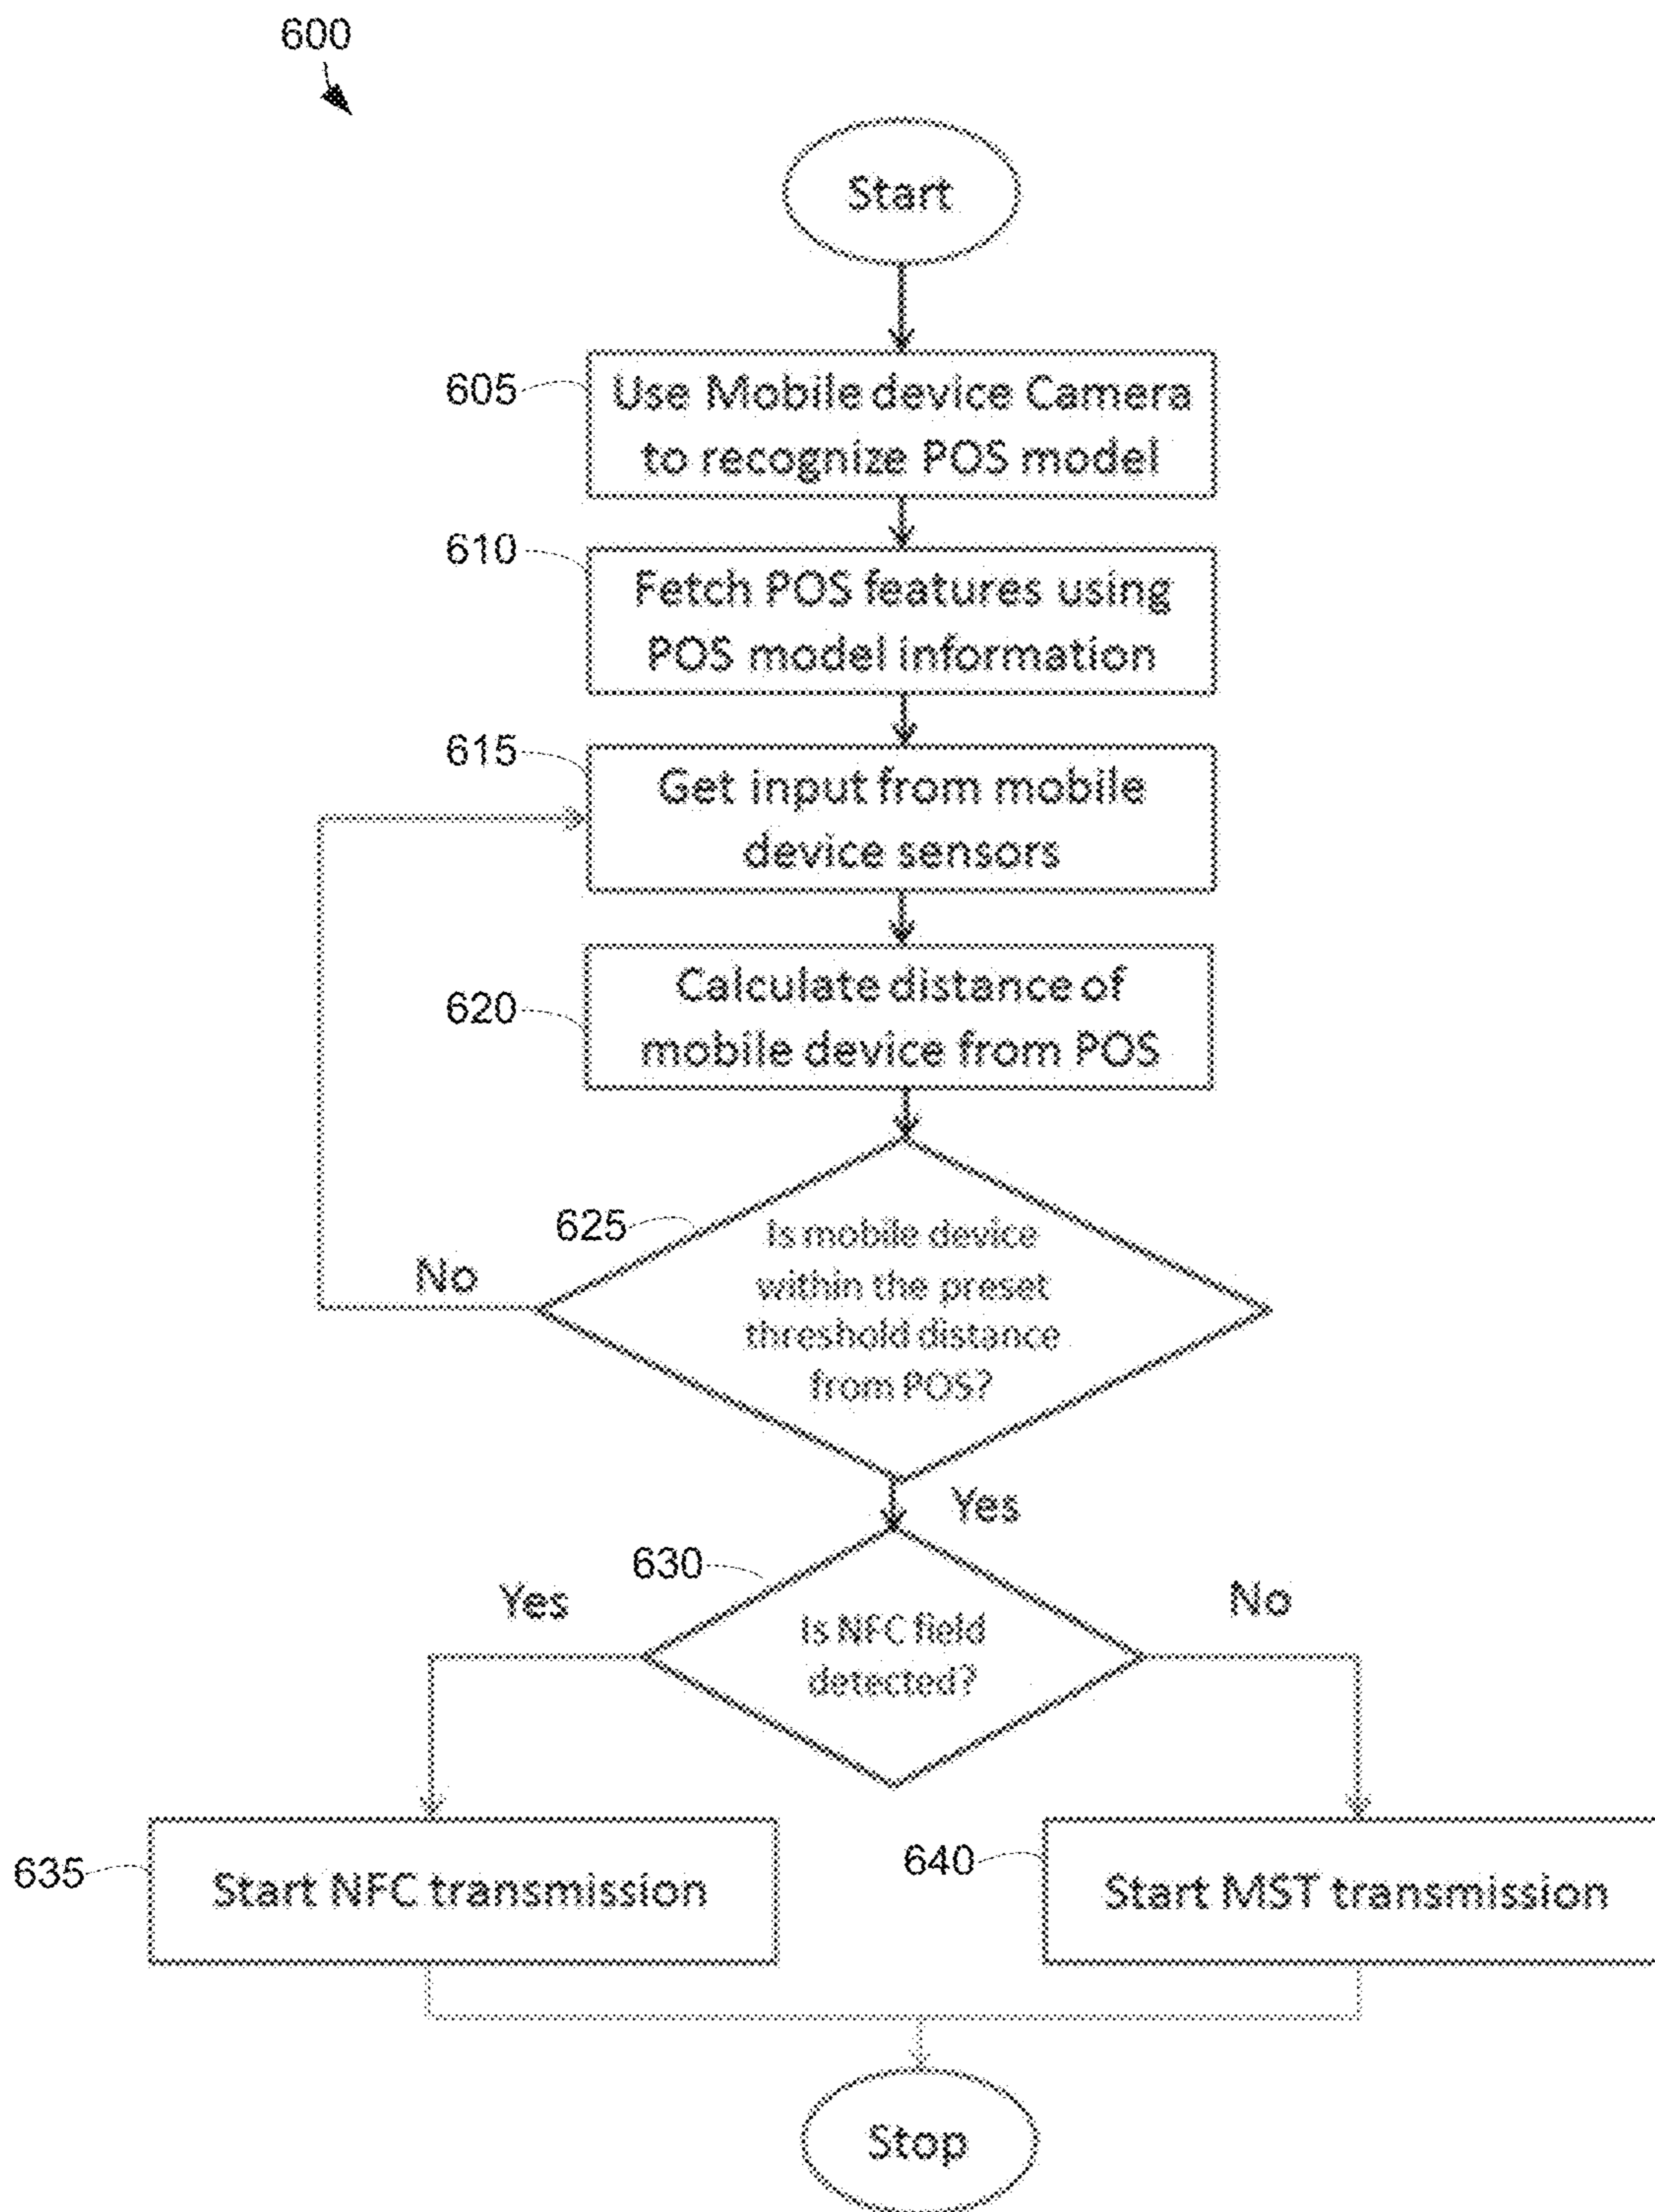 600
Start
605
Use Mobile device Camera
to recognize POS model
610
Fetch POS features using
POS model information
615
Get input from mobile
device sensors
620
Calculate distance of
mobile device from POS
625
Is mobile device
within the preset
threshold distance
from POS?
No
Yes
630
Is NFC field
detected?
Yes
No
635
Start NFC transmission
640
Start MST transmission
Stop